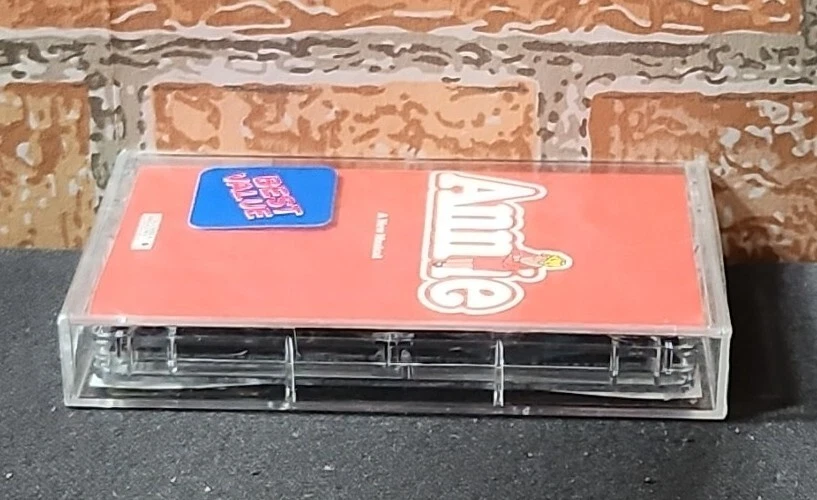 Annie
A New Musical
BEST
VALUE